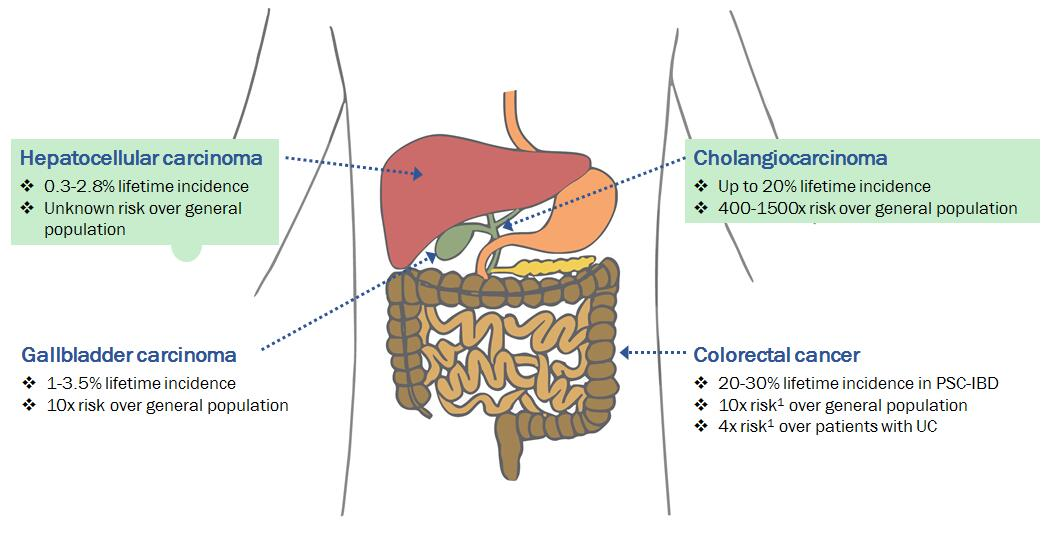 Hepatocellular carcinoma
❖ 0.3-2.8% lifetime incidence
❖ Unknown risk over general
population
Cholangiocarcinoma
❖ Up to 20% lifetime incidence
❖ 400-1500x risk over general population
Gallbladder carcinoma
❖ 1-3.5% lifetime incidence
❖ 10x risk over general population
Colorectal cancer
❖ 20-30% lifetime incidence in PSC-IBD
❖ 10x risk¹ over general population
❖ 4x risk¹ over patients with UC